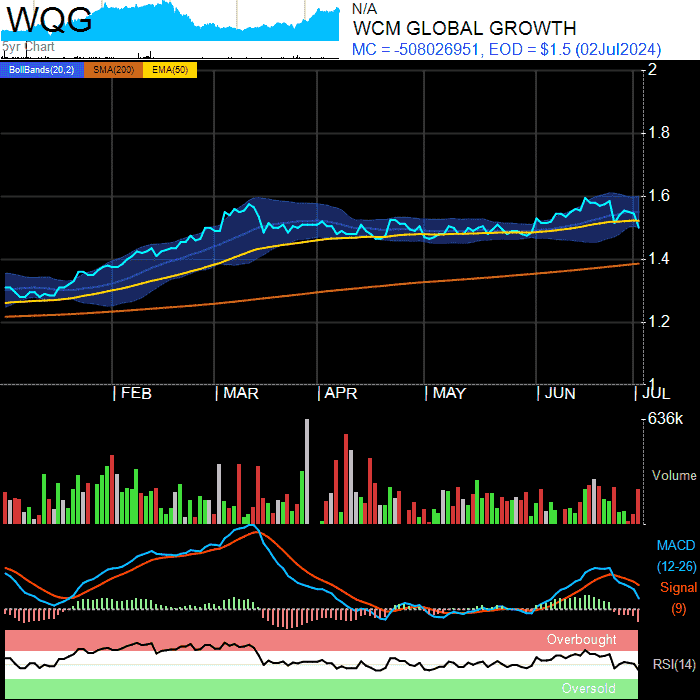 WQG
5yr Chart
N/A
WCM GLOBAL GROWTH
MC = -508026951, EOD = $1.5 (02Jul2024)
BollBands(20,2) SMA(200) EMA(50)
2
1.8
1.6
1.4
1.2
1
FEB MAR APR MAY JUN JUL
636k
Volume
MACD
(12-26)
Signal
(9)
Overbought
RSI(14)
Oversold